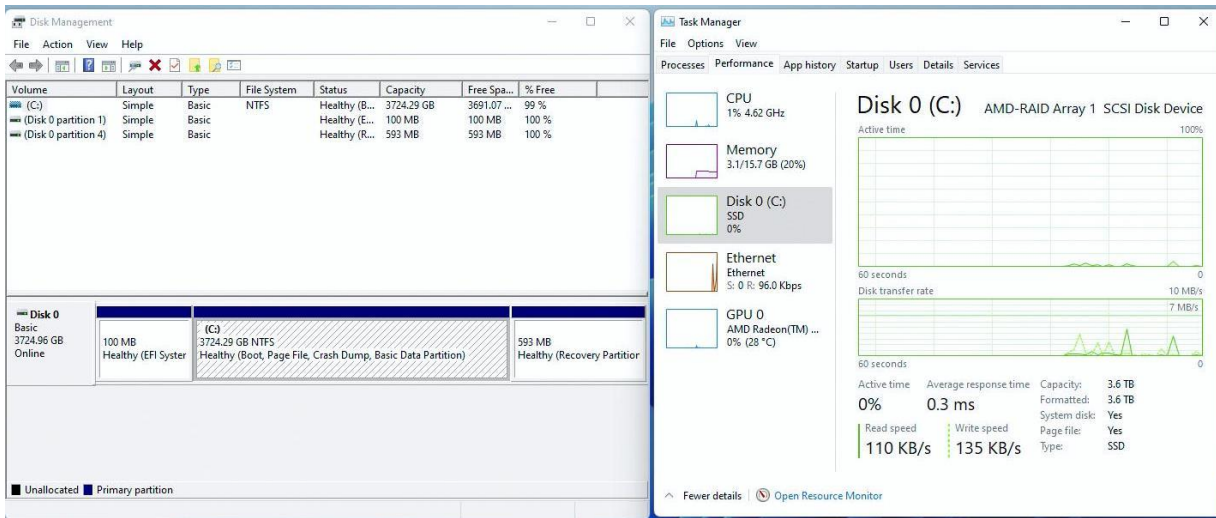 Disk Management
File Action View Help
Volume Layout Type File System Status Capacity Free Spa... % Free
(C:) Simple Basic NTFS Healthy (B... 3724.29 GB 3691.07 ... 99 %
(Disk 0 partition 1) Simple Basic Healthy (E... 100 MB 100 MB 100 %
(Disk 0 partition 4) Simple Basic Healthy (R... 593 MB 593 MB 100 %
Disk 0
Basic
3724.96 GB
Online
100 MB
Healthy (EFI Syster
(C:)
3724.29 GB NTFS
Healthy (Boot, Page File, Crash Dump, Basic Data Partition)
593 MB
Healthy (Recovery Partitior
Unallocated Primary partition
Task Manager
File Options View
Processes Performance App history Startup Users Details Services
CPU
1% 4.62 GHz
Memory
3.1/15.7 GB (20%)
Disk 0 (C:)
SSD
0%
Ethernet
Ethernet
S: 0 R: 96.0 Kbps
GPU 0
AMD Radeon(TM) ...
0% (28 °C)
Disk 0 (C:) AMD-RAID Array 1 SCSI Disk Device
Active time 100%
60 seconds 0
Disk transfer rate 10 MB/s
7 MB/s
60 seconds 0
Active time Average response time
0% 0.3 ms
Read speed Write speed
110 KB/s 135 KB/s
Capacity: 3.6 TB
Formatted: 3.6 TB
System disk: Yes
Page file: Yes
Type: SSD
Fewer details Open Resource Monitor